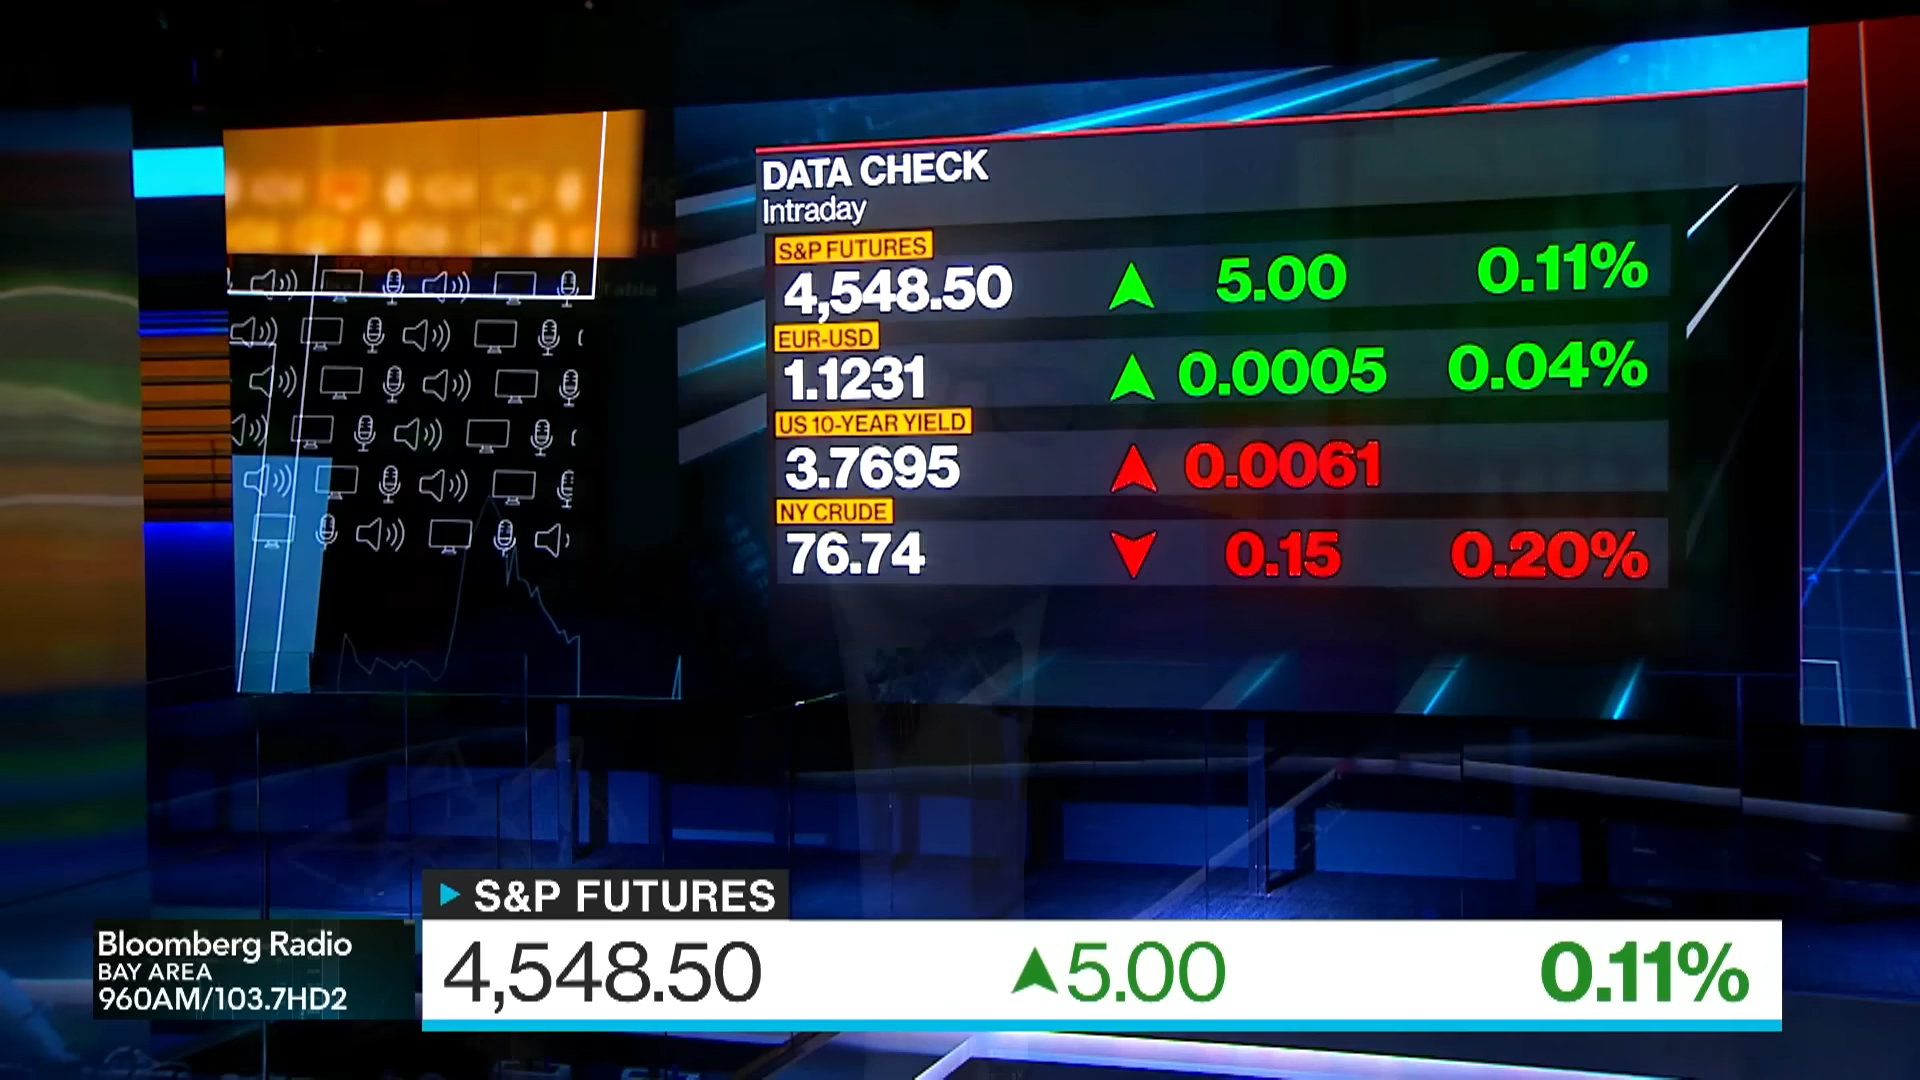 DATA CHECK
Intraday
S&P FUTURES
4,548.50 ▲ 5.00 0.11%
EUR-USD
1.1231 ▲ 0.0005 0.04%
US 10-YEAR YIELD
3.7695 ▲ 0.0061
NY CRUDE
76.74 ▼ 0.15 0.20%
S&P FUTURES
4,548.50 ▲5.00 0.11%
Bloomberg Radio
BAY AREA
960AM/103.7HD2